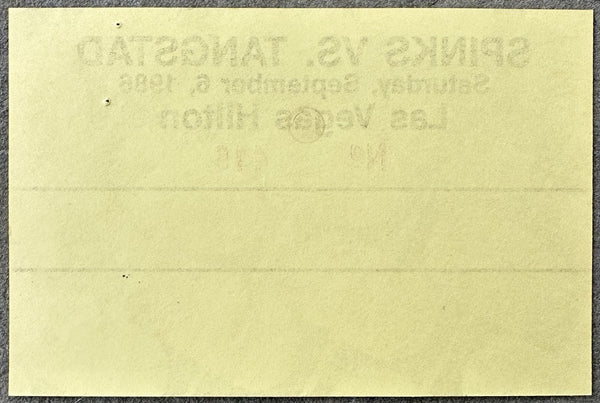 SPINKS VS. TANGSTAD
Saturday, September 6, 1986
Las Vegas Hilton
Nº